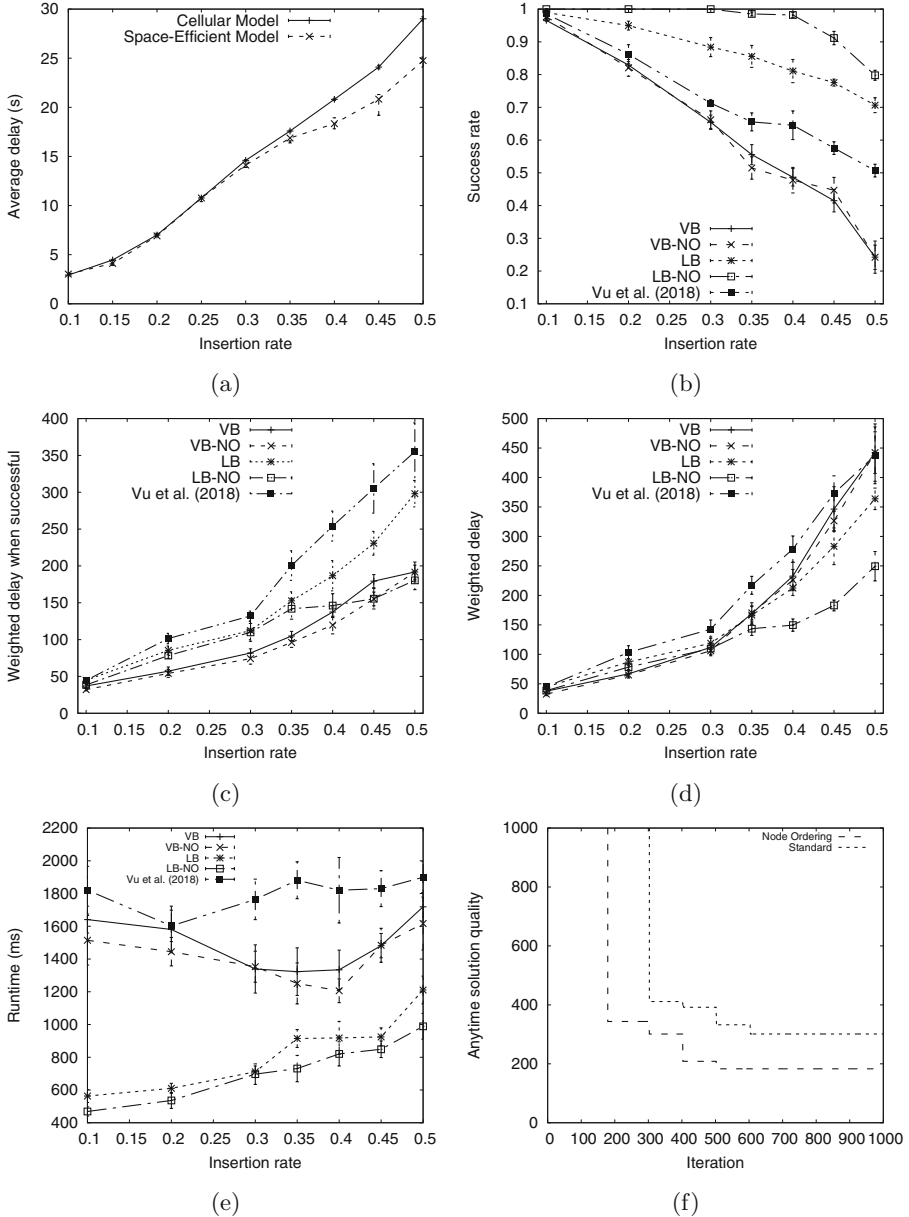 Cellular Model
Space-Efficient Model
30
25
20
15
10
5
0
Average delay (s)
0.1 0.15 0.2 0.25 0.3 0.35 0.4 0.45 0.5
Insertion rate
(a)
1
0.9
0.8
0.7
0.6
0.5
0.4
0.3
0.2
0.1
Success rate
VB
VB-NO
LB
LB-NO
Vu et al. (2018)
0.1 0.15 0.2 0.25 0.3 0.35 0.4 0.45 0.5
Insertion rate
(b)
400
350
300
250
200
150
100
50
0
Weighted delay when successful
VB
VB-NO
LB
LB-NO
Vu et al. (2018)
0.1 0.15 0.2 0.25 0.3 0.35 0.4 0.45 0.5
Insertion rate
(c)
500
450
400
350
300
250
200
150
100
50
0
Weighted delay
VB
VB-NO
LB
LB-NO
Vu et al. (2018)
0.1 0.15 0.2 0.25 0.3 0.35 0.4 0.45 0.5
Insertion rate
(d)
2200
2000
1800
1600
1400
1200
1000
800
600
400
Runtime (ms)
VB
VB-NO
LB
LB-NO
Vu et al. (2018)
0.1 0.15 0.2 0.25 0.3 0.35 0.4 0.45 0.5
Insertion rate
(e)
1000
800
600
400
200
0
Anytime solution quality
Node Ordering
Standard
0 100 200 300 400 500 600 700 800 900 1000
Iteration
(f)